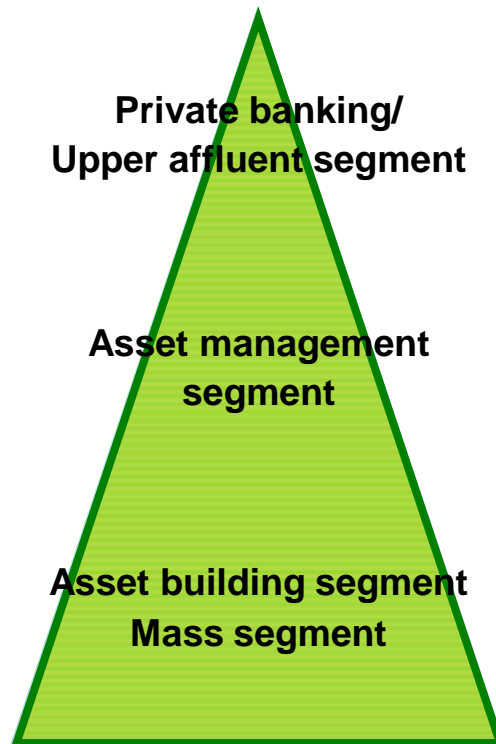 Private banking/
Upper affluent segment
Asset management
segment
Asset building segment
Mass segment